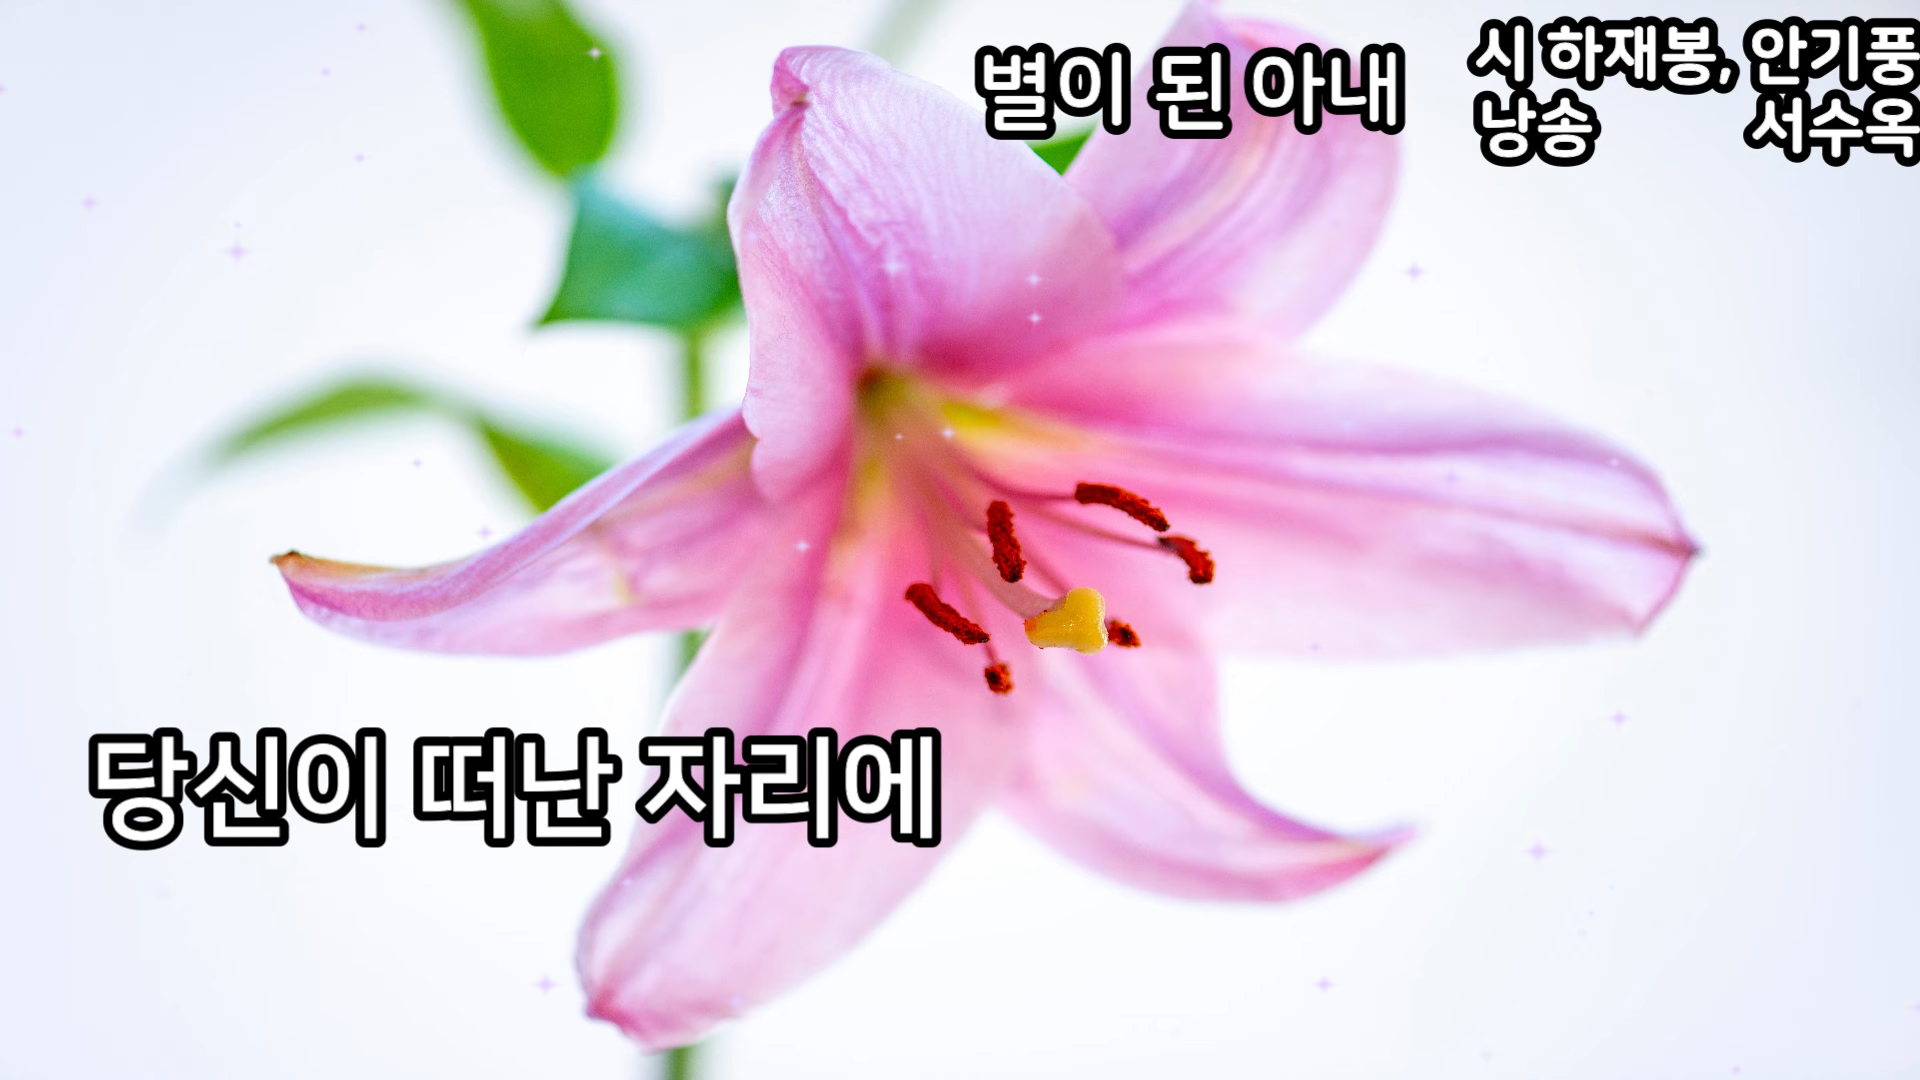 별이 된 아내
시 하재봉, 안기풍
낭송 서수옥
당신이 떠난 자리에